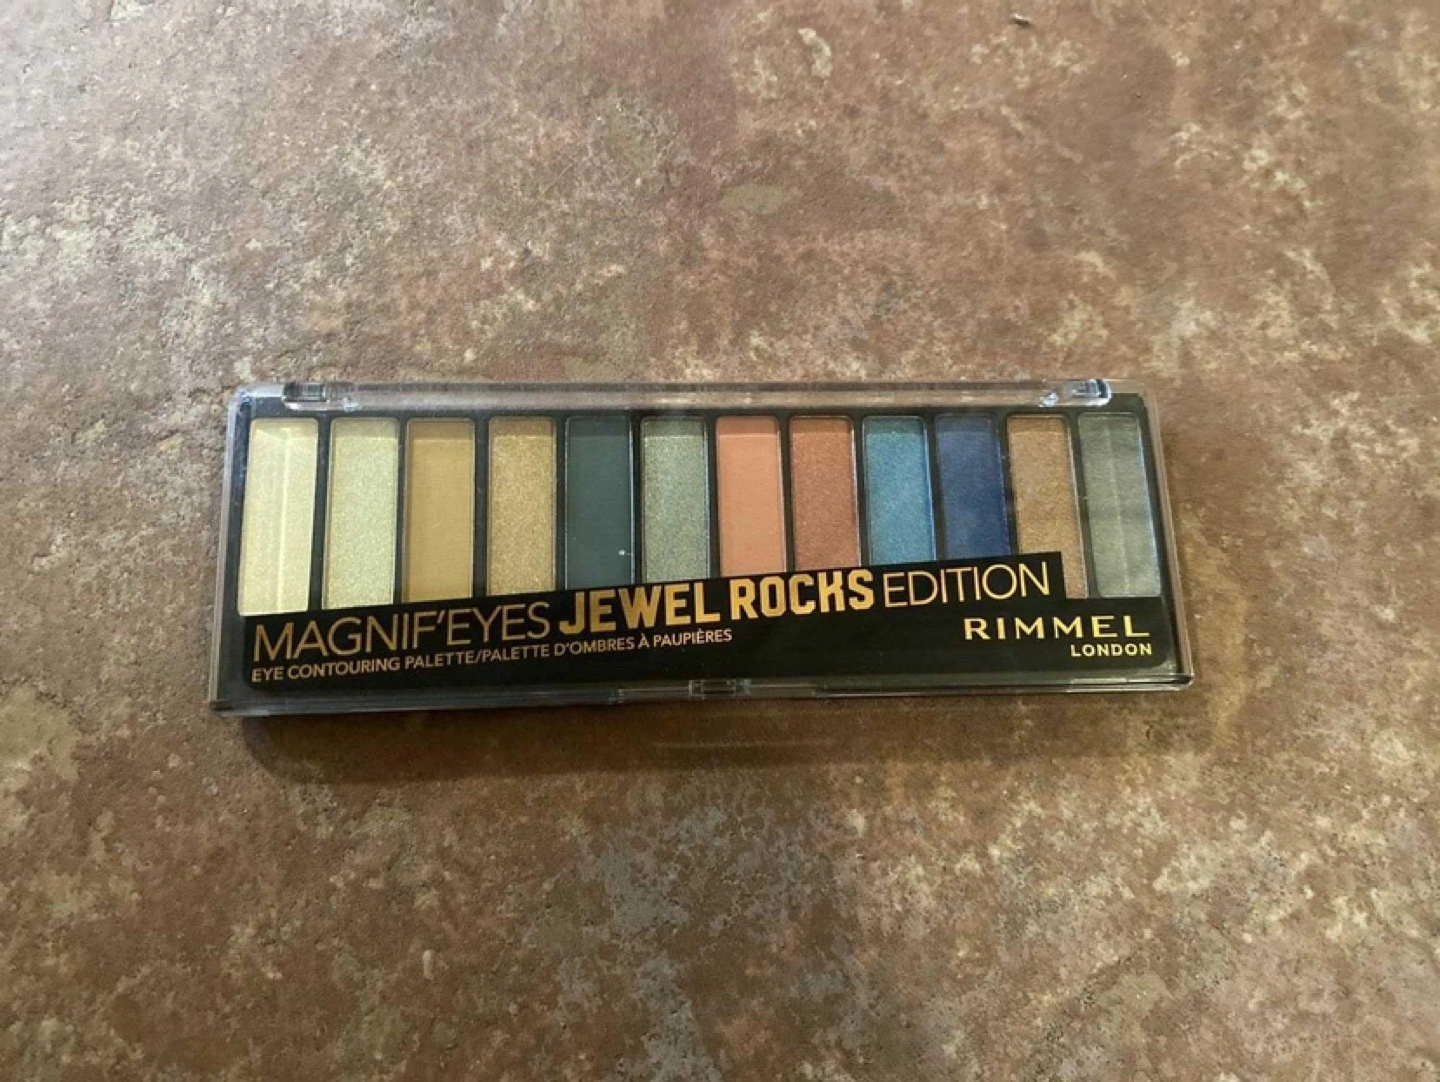 MAGNIF'EYES JEWEL ROCKS EDITION
EYE CONTOURING PALETTE/PALETTE D'OMBRES À PAUPIÈRES
RIMMEL
LONDON